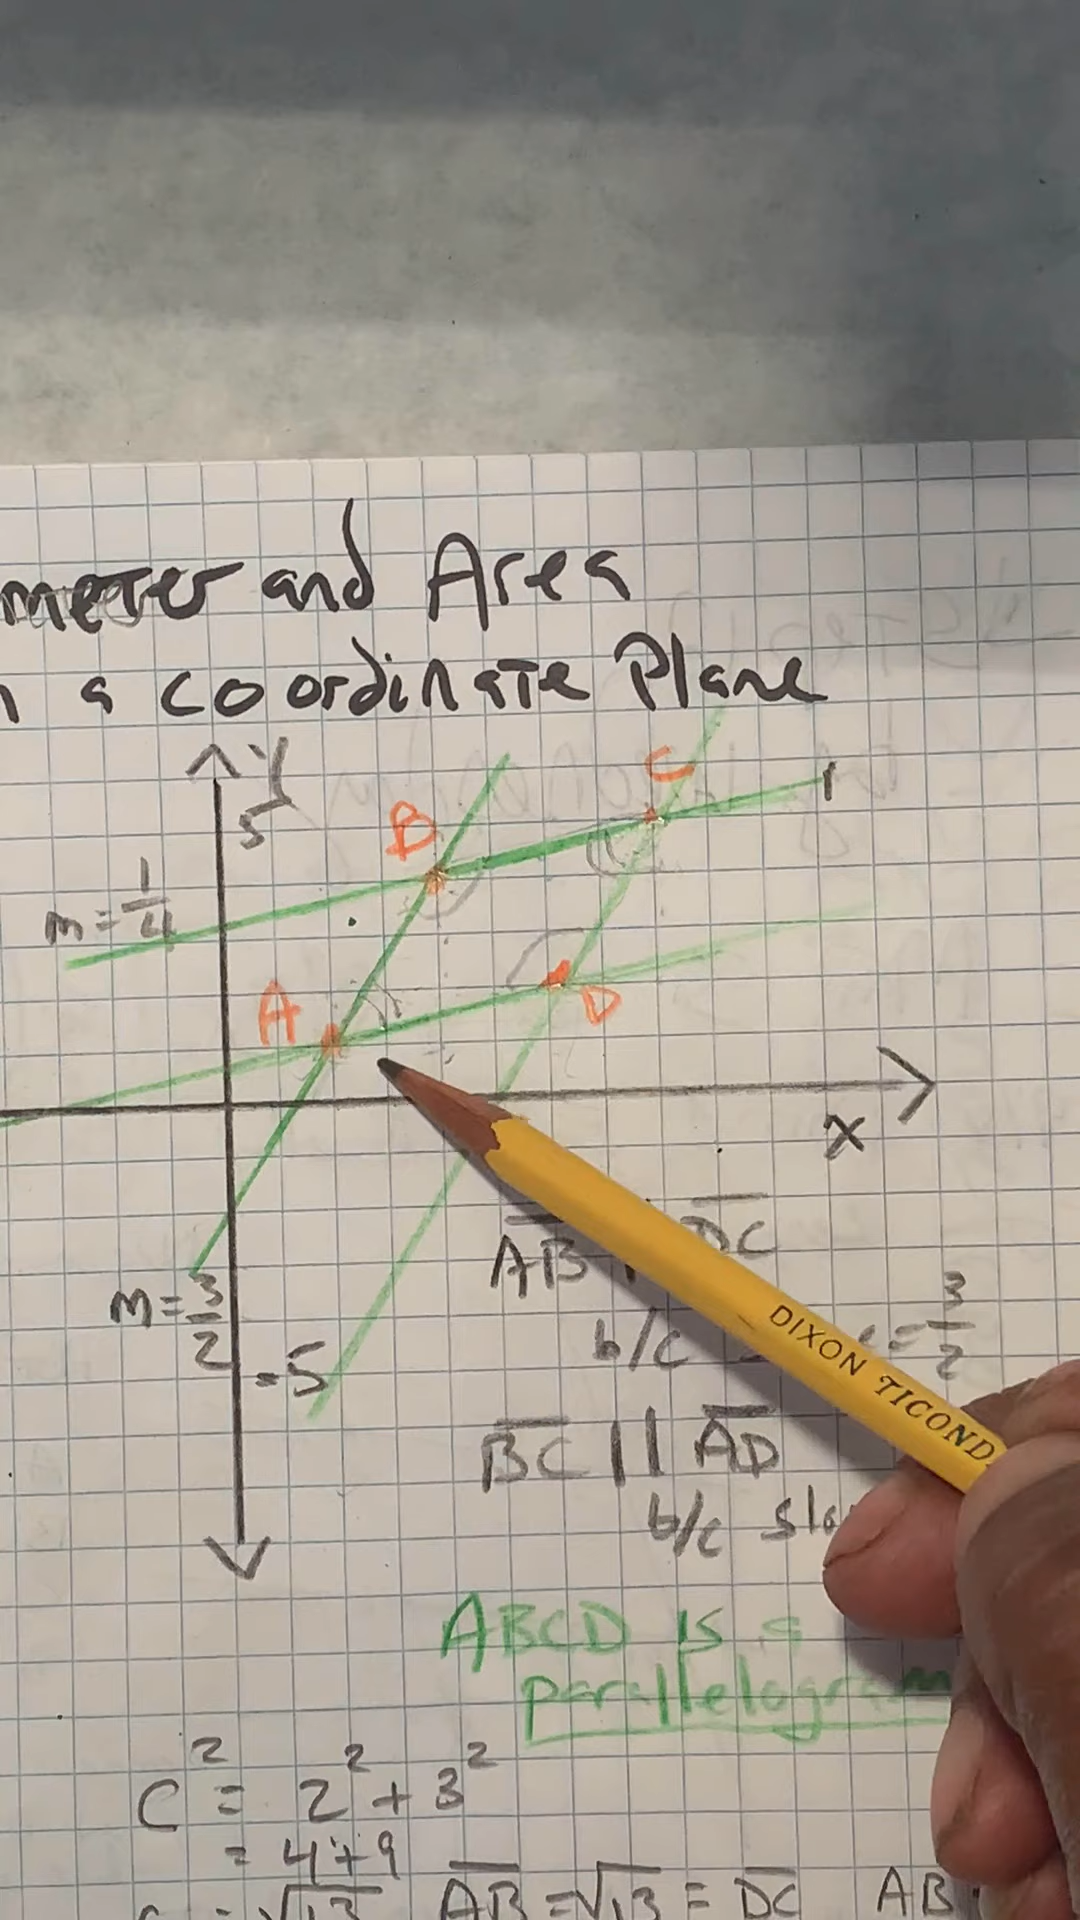 and Area
a coordinate Plane
y
5
C
B
m = 1/4
A
D
x
m = 3/2
-5
AB DC
b/c = 3/2
BC || AD
b/c
ABCD is a
parallelogram
c² = 2² + 3²
= 4+9
AB = √13 = DC AB
DIXON TICOND